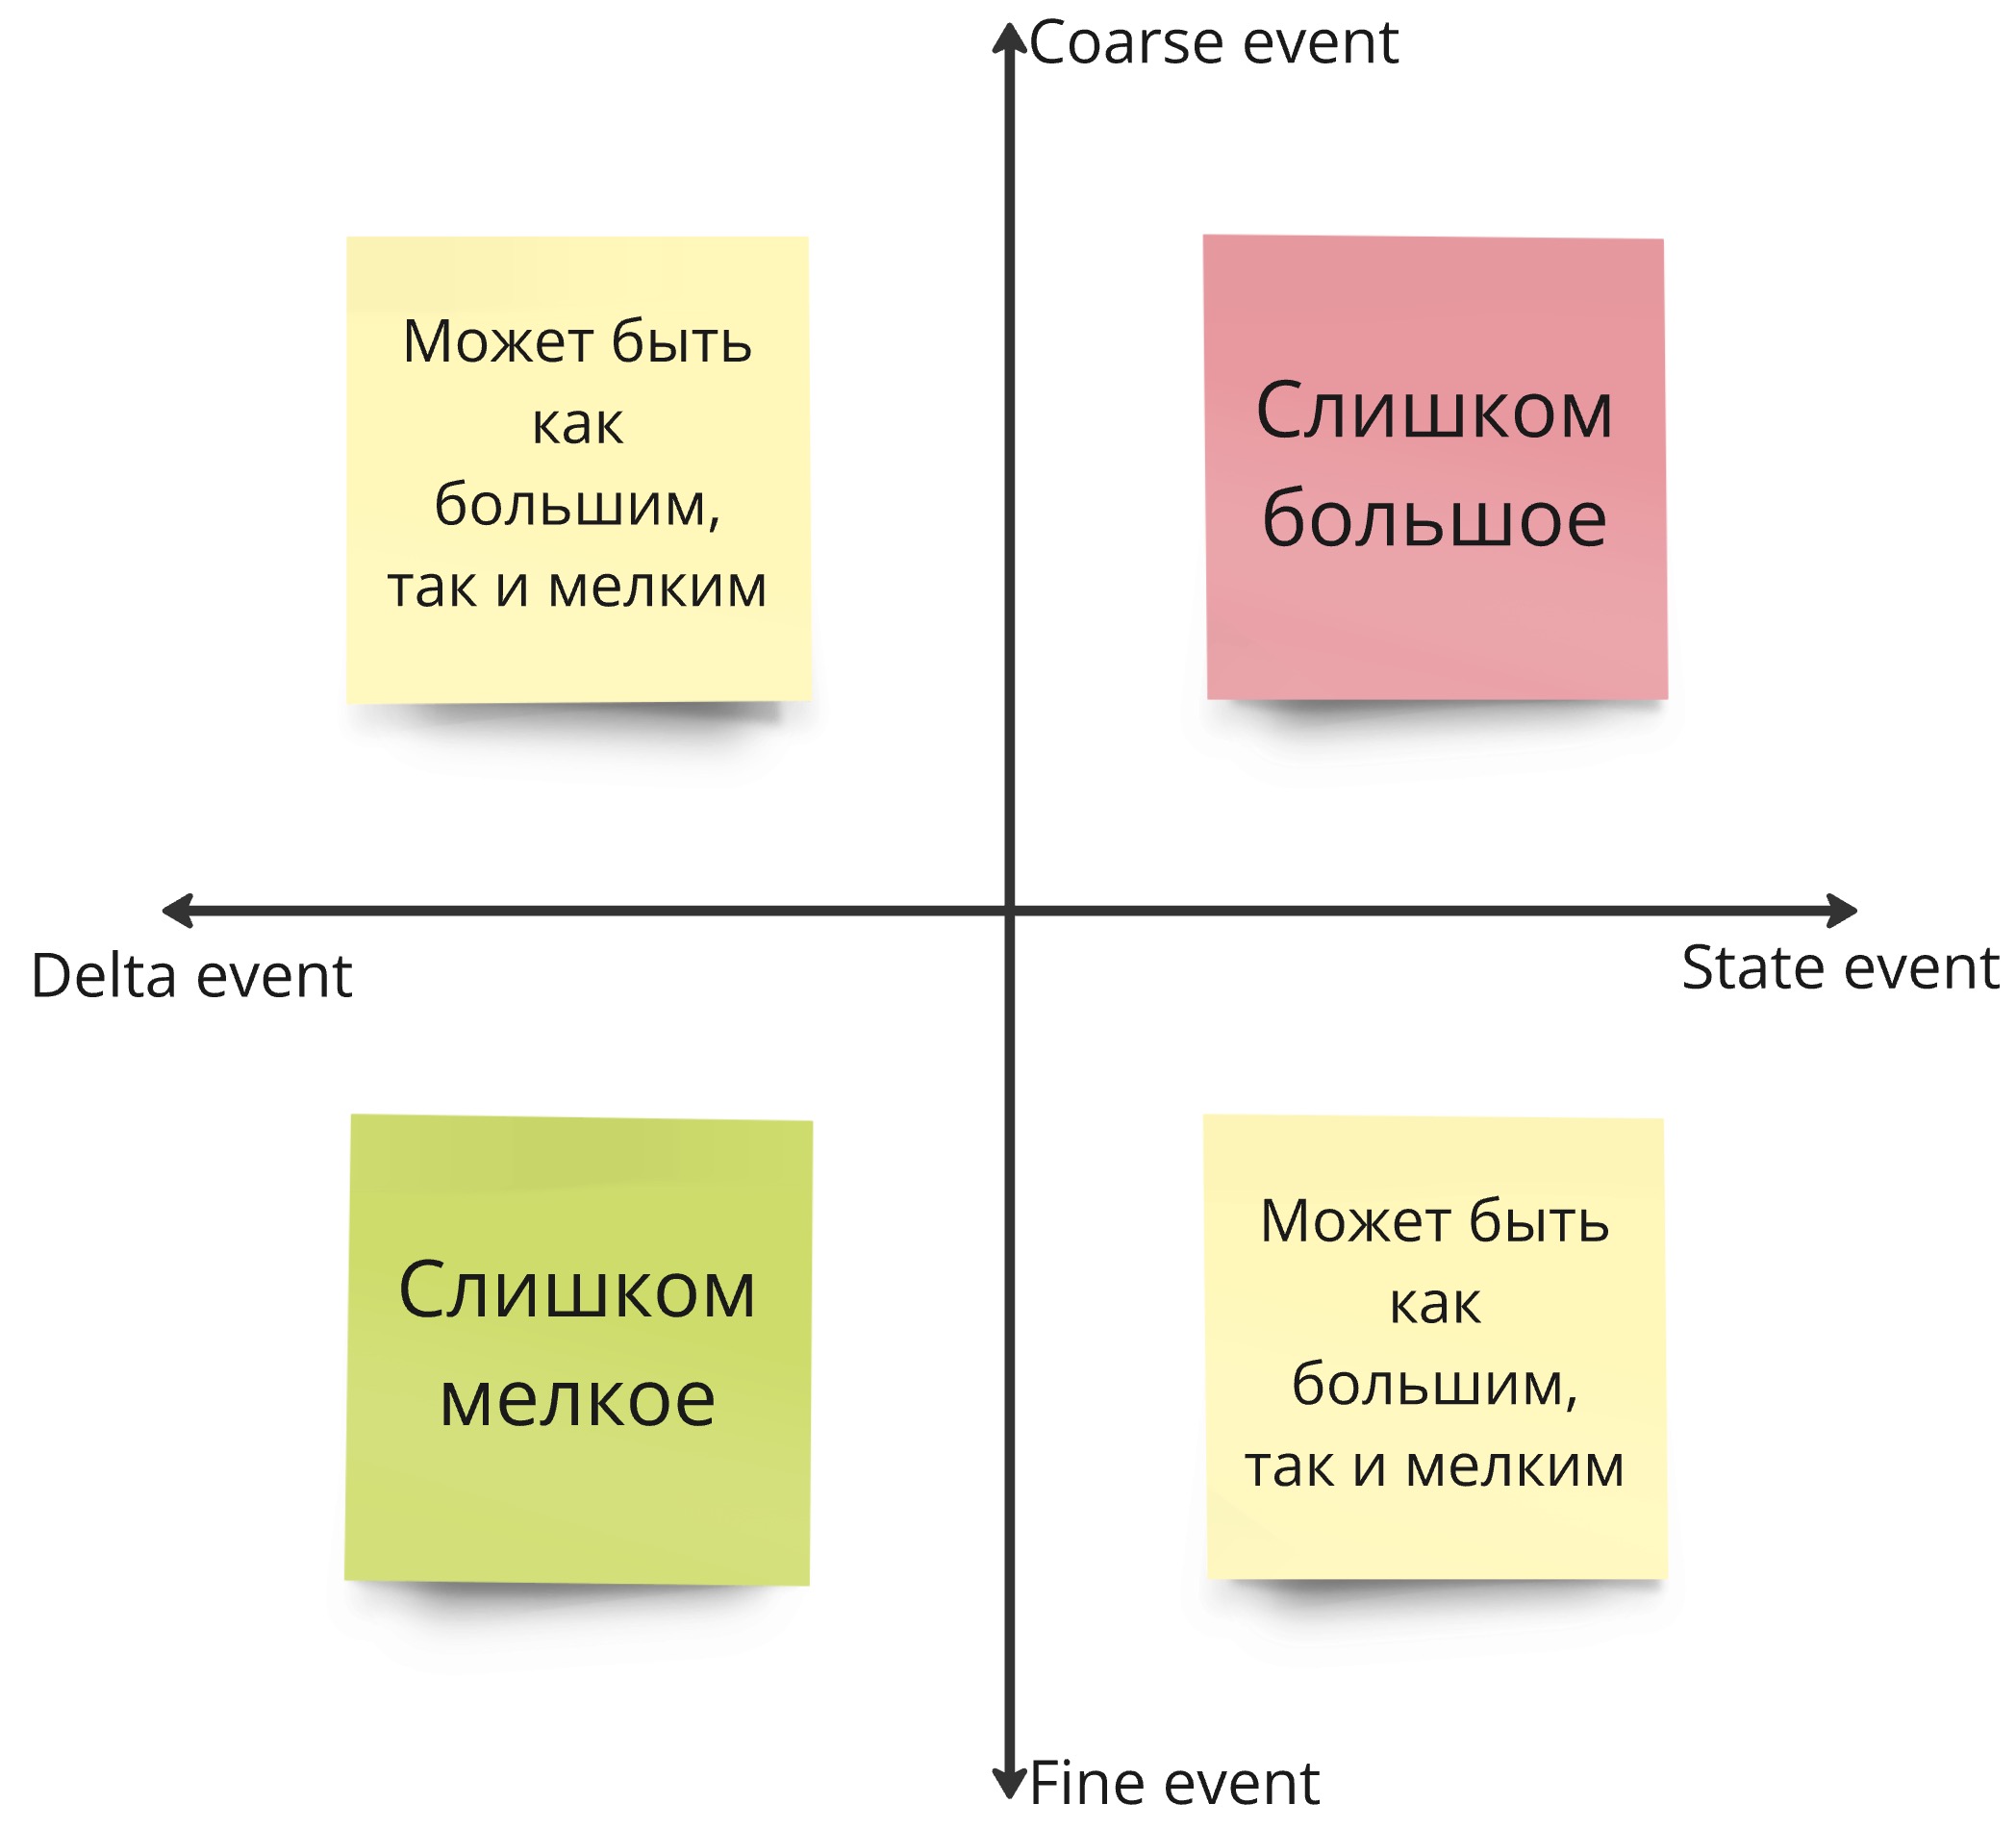 Coarse event
Может быть
как
большим,
так и мелким
Слишком
большое
Delta event
State event
Слишком
мелкое
Может быть
как
большим,
так и мелким
Fine event